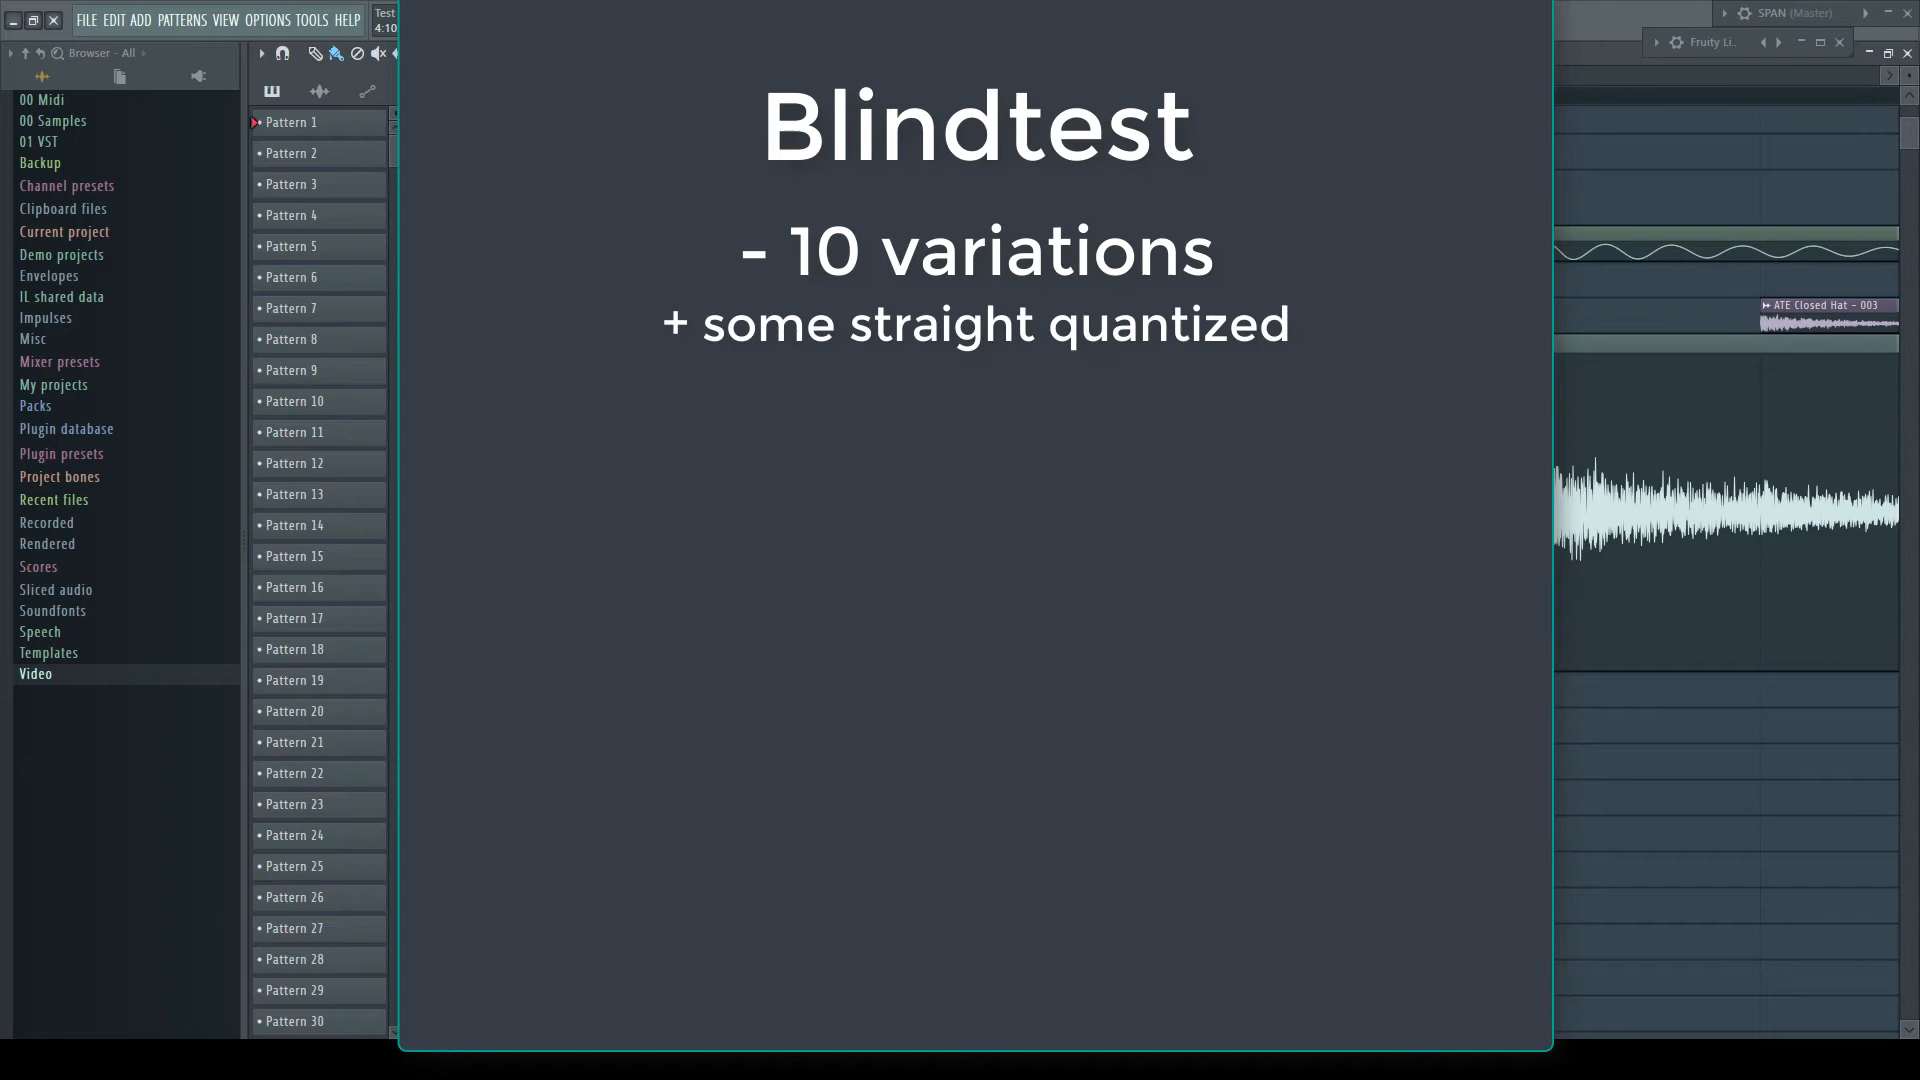 FILE EDIT ADD PATTERNS VIEW OPTIONS TOOLS HELP
Test
4:10
SPAN (Master)
Browser - All
Fruity Li..
00 Midi
00 Samples
01 VST
Backup
Channel presets
Clipboard files
Current project
Demo projects
Envelopes
IL shared data
Impulses
Misc
Mixer presets
My projects
Packs
Plugin database
Plugin presets
Project bones
Recent files
Recorded
Rendered
Scores
Sliced audio
Soundfonts
Speech
Templates
Video
Pattern 1
Pattern 2
Pattern 3
Pattern 4
Pattern 5
Pattern 6
Pattern 7
Pattern 8
Pattern 9
Pattern 10
Pattern 11
Pattern 12
Pattern 13
Pattern 14
Pattern 15
Pattern 16
Pattern 17
Pattern 18
Pattern 19
Pattern 20
Pattern 21
Pattern 22
Pattern 23
Pattern 24
Pattern 25
Pattern 26
Pattern 27
Pattern 28
Pattern 29
Pattern 30
Blindtest
- 10 variations
+ some straight quantized
ATE Closed Hat - 003